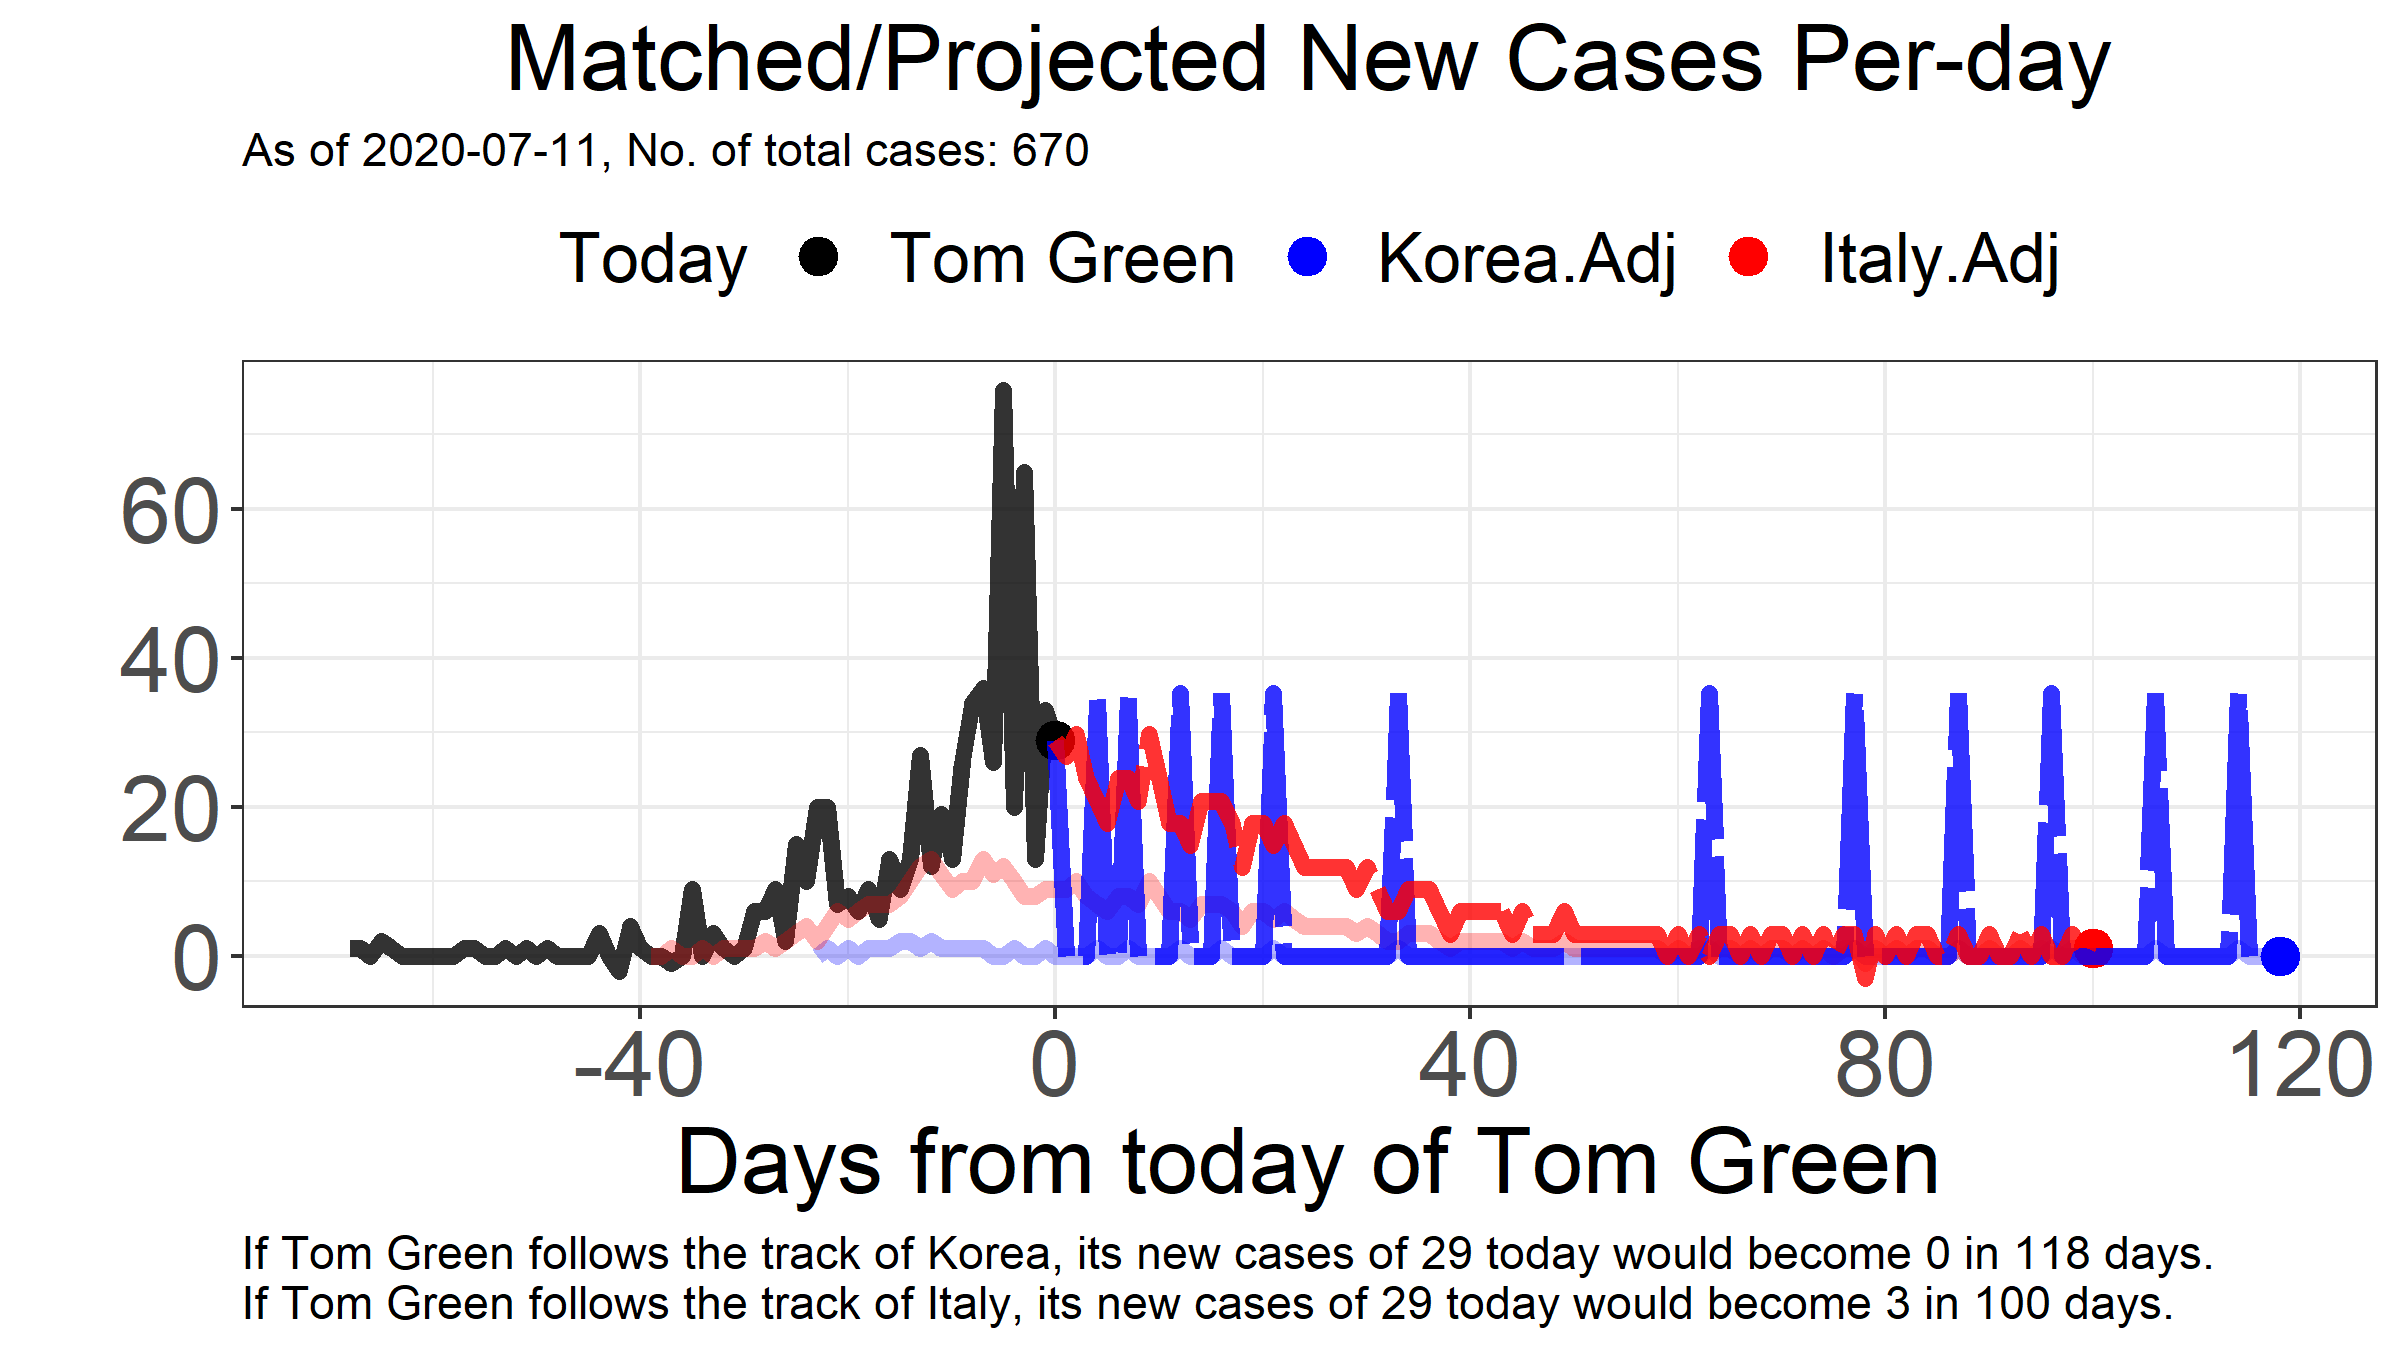 Matched/Projected New Cases Per-day
As of 2020-07-11, No. of total cases: 670
Today Tom Green Korea.Adj Italy.Adj
60
40
20
0
-40 0 40 80 120
Days from today of Tom Green
If Tom Green follows the track of Korea, its new cases of 29 today would become 0 in 118 days.
If Tom Green follows the track of Italy, its new cases of 29 today would become 3 in 100 days.